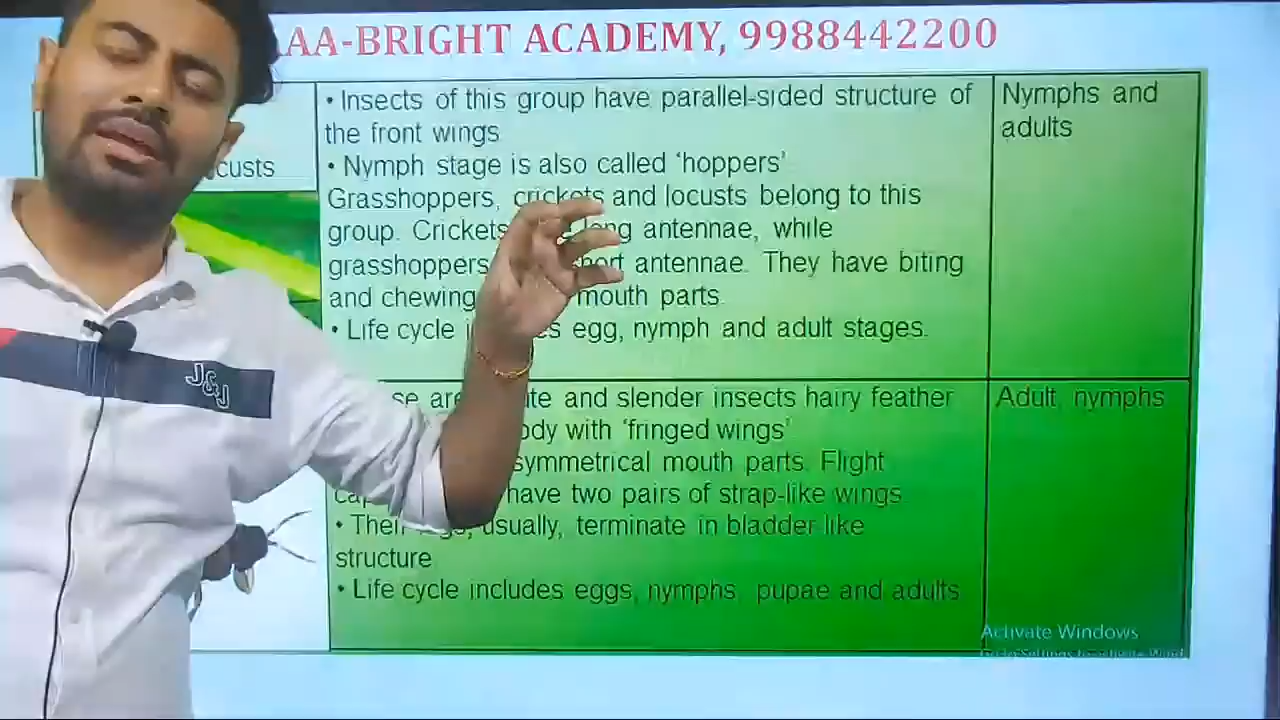 AA-BRIGHT ACADEMY, 9988442200
• Insects of this group have parallel-sided structure of
the front wings
• Nymph stage is also called ‘hoppers’
Grasshoppers, crickets and locusts belong to this
group. Crickets long antennae, while
grasshoppers short antennae. They have biting
and chewing mouth parts.
• Life cycle egg, nymph and adult stages.
Nymphs and
adults
and slender insects hairy feather
with ‘fringed wings’
symmetrical mouth parts. Flight
have two pairs of strap-like wings
• Their usually, terminate in bladder like
structure
• Life cycle includes eggs, nymphs, pupae and adults
Adult, nymphs
J&J
Activate Windows